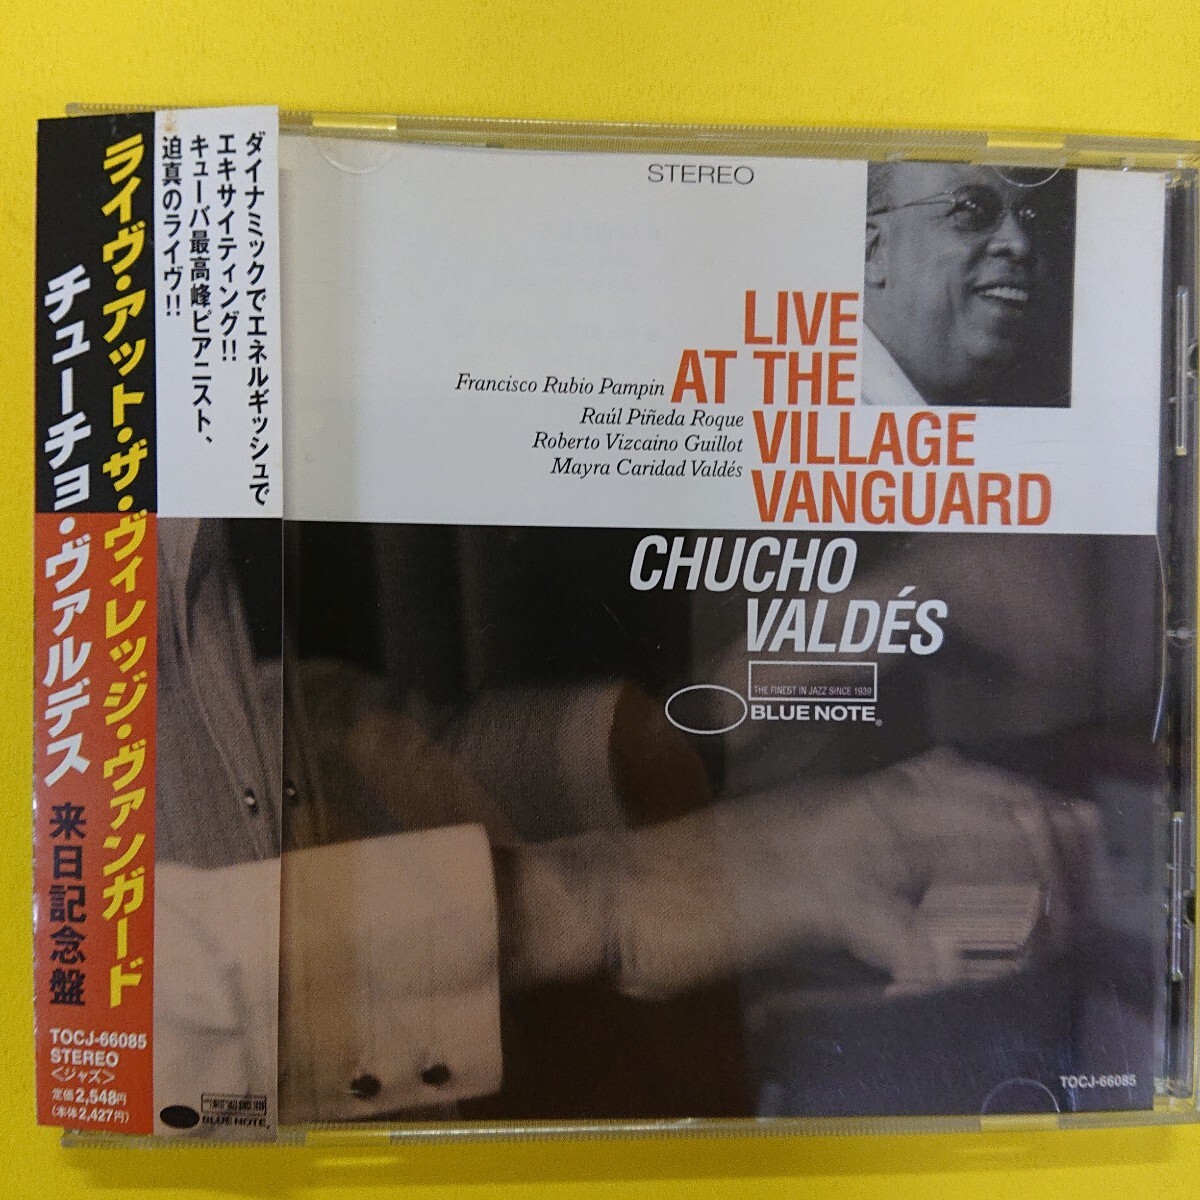 ライヴ・アット・ザ・ヴィレッジ・ヴァンガード
チューチョ・ヴァルデス 来日記念盤
TOCJ-66085
STEREO
<ジャズ>
定価2,548円
(本体2,427円)
ダイナミックでエネルギッシュで
エキサイティング!!
キューバ最高峰ピアニスト、
迫真のライヴ!!
BLUE NOTE
STEREO
LIVE
AT THE
VILLAGE
VANGUARD
Francisco Rubio Pampin
Raúl Piñeda Roque
Roberto Vizcaino Guillot
Mayra Caridad Valdés
CHUCHO
VALDÉS
THE FINEST IN JAZZ SINCE 1939
BLUE NOTE®
TOCJ-66085